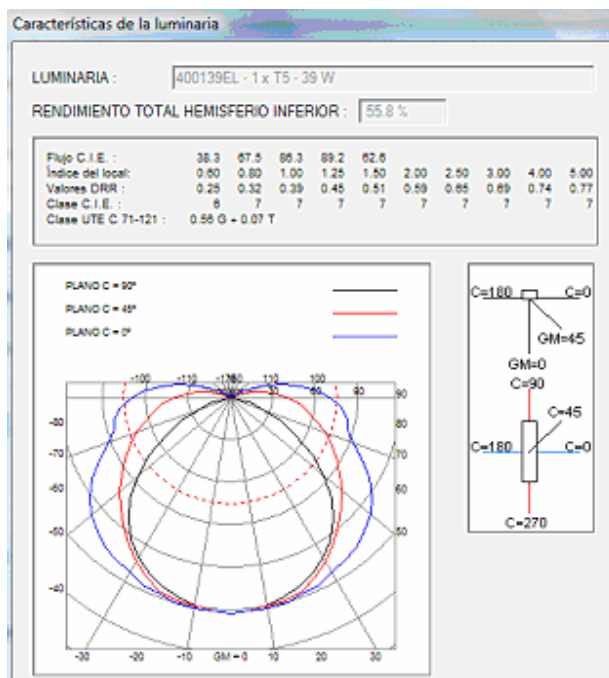 Características de la luminaria
LUMINARIA : 400139EL - 1 x T5 - 39 W
RENDIMIENTO TOTAL HEMISFERIO INFERIOR : 55.8 %
Flujo C.I.E. : 38.3 67.5 86.3 89.2 62.6
Índice del local: 0.60 0.80 1.00 1.25 1.50 2.00 2.50 3.00 4.00 5.00
Valores DRR : 0.25 0.32 0.39 0.45 0.51 0.59 0.65 0.69 0.74 0.77
Clase C.I.E. : 6 7 7 7 7 7 7 7 7 7
Clase UTE C 71-121 : 0.56 G + 0.07 T
PLANO C = 90º
PLANO C = 45º
PLANO C = 0º
-100 -110 110 100
-80 90
-70 80
-60 70
-50 60
-40 50
-30 -20 -10 GM = 0 10 20 30
C=180 C=0
GM=45
GM=0
C=90
C=45
C=180 C=0
C=270